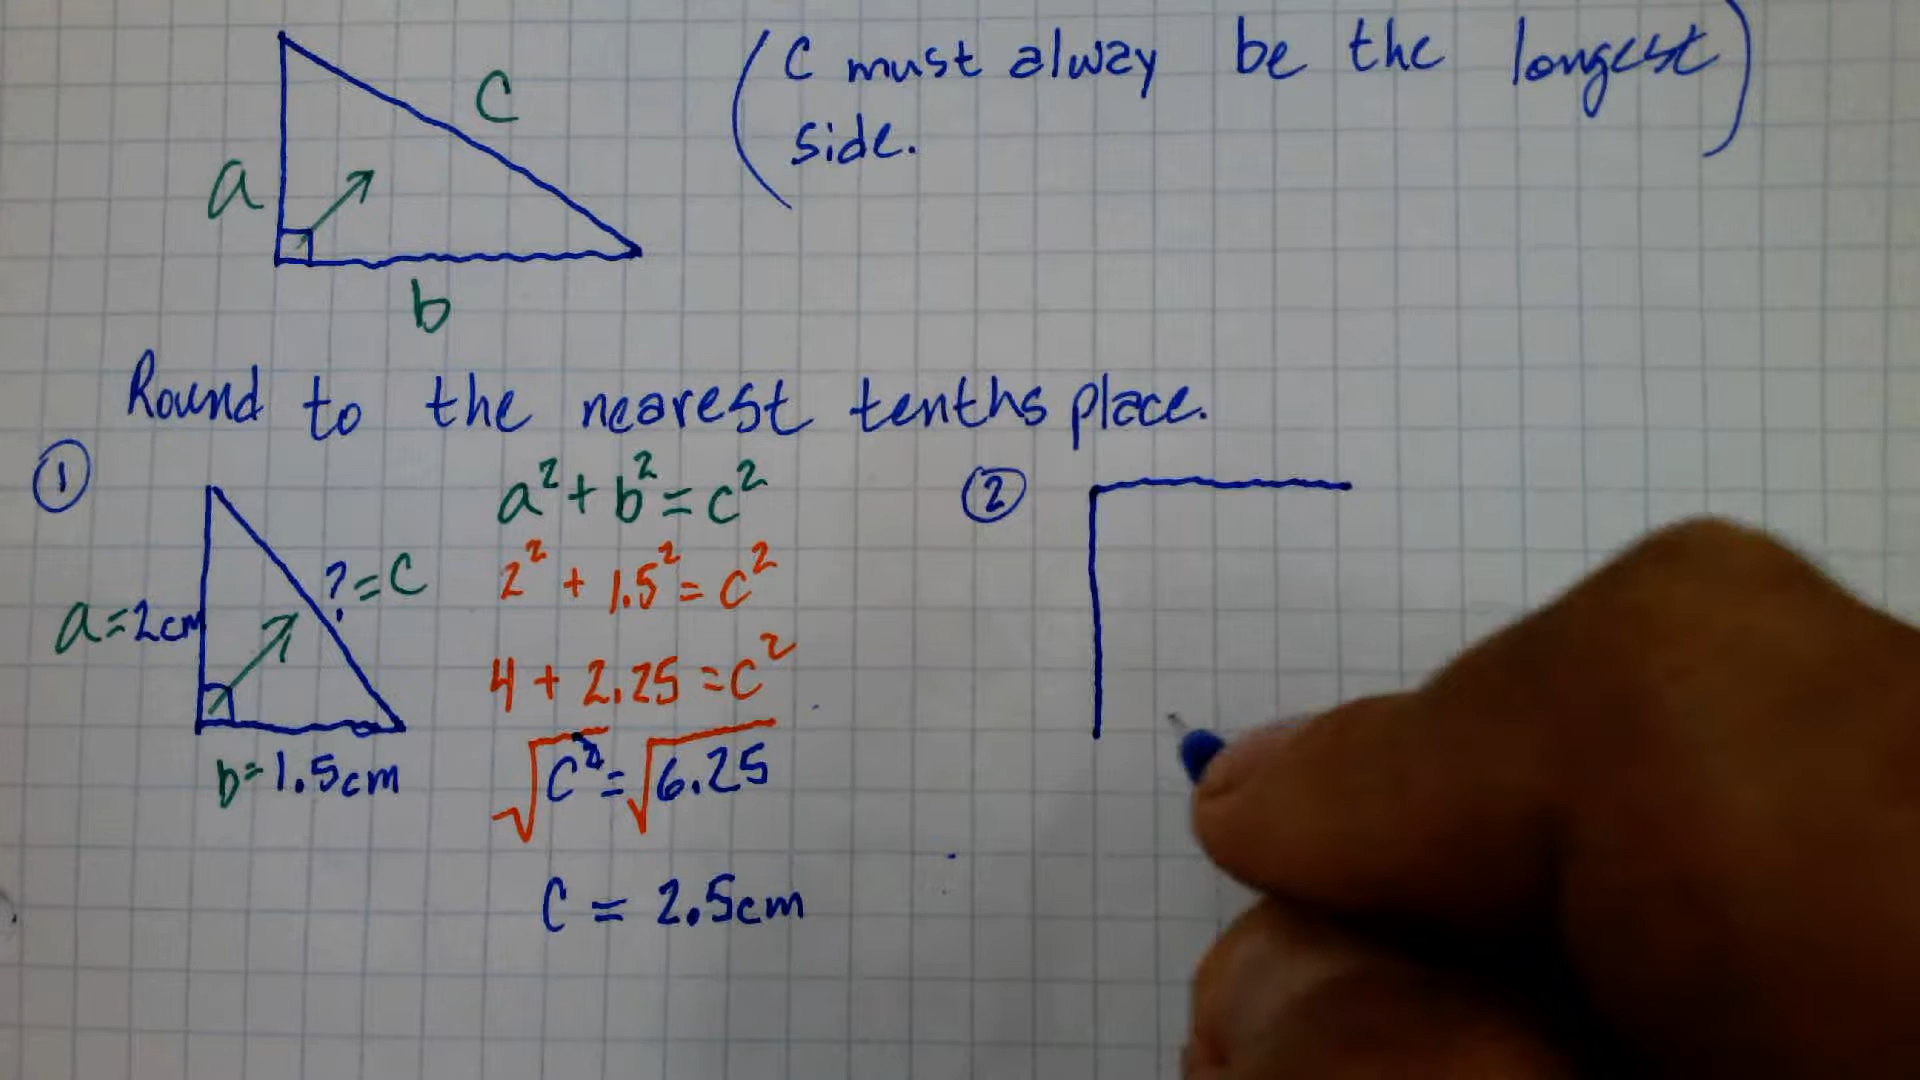 c
(C must alway be the longest)
side.
a
b
Round to the nearest tenths place.
①
a² + b² = c²
2² + 1.5² = c²
? = c
a = 2cm
4 + 2.25 = c²
√c² = √6.25
b = 1.5cm
C = 2.5cm
②